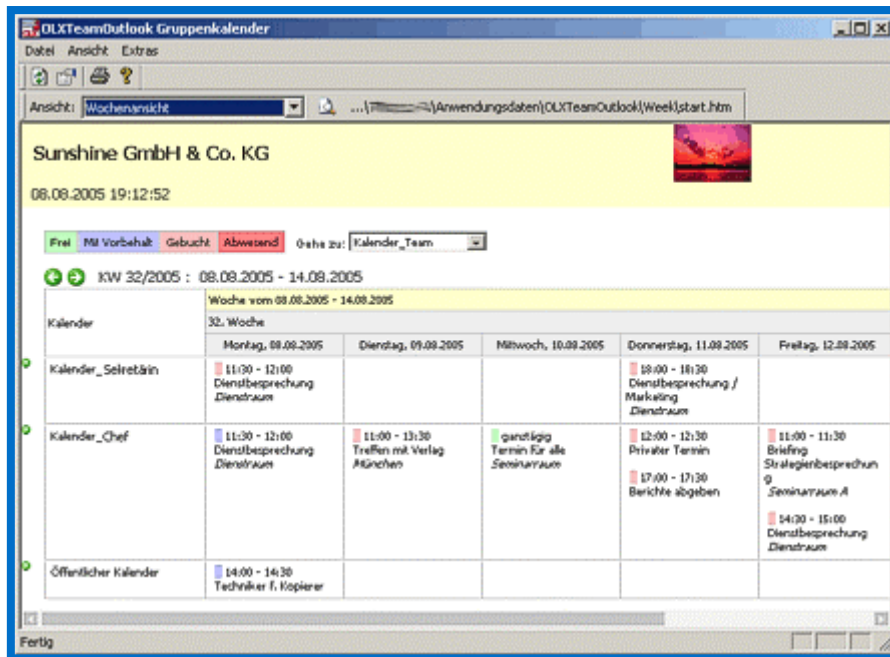 OLXTeamOutlook Gruppenkalender
Datei Ansicht Extras
Ansicht: Wochenansicht ...\Anwendungsdaten\OLXTeamOutlook\Week\start.htm
Sunshine GmbH & Co. KG
08.08.2005 19:12:52
Frei Mit Vorbehalt Gebucht Abwesend Gehe zu: Kalender_Team
KW 32/2005 : 08.08.2005 - 14.08.2005
Kalender
Woche vom 08.08.2005 - 14.08.2005
32. Woche
Montag, 08.08.2005 Dienstag, 09.08.2005 Mittwoch, 10.08.2005 Donnerstag, 11.08.2005 Freitag, 12.08.2005
Kalender_Sekretärin
11:30 - 12:00
Dienstbesprechung
Dienstraum
18:00 - 18:30
Dienstbesprechung /
Marketing
Dienstraum
Kalender_Chef
11:30 - 12:00
Dienstbesprechung
Dienstraum
11:00 - 13:30
Treffen mit Verlag
München
ganztägig
Termin für alle
Seminarraum
12:00 - 12:30
Privater Termin
17:00 - 17:30
Berichte abgeben
11:00 - 11:30
Briefing
Strategienbesprechun
g
Seminarraum A
14:30 - 15:00
Dienstbesprechung
Dienstraum
Öffentlicher Kalender
14:00 - 14:30
Techniker f. Kopierer
Fertig